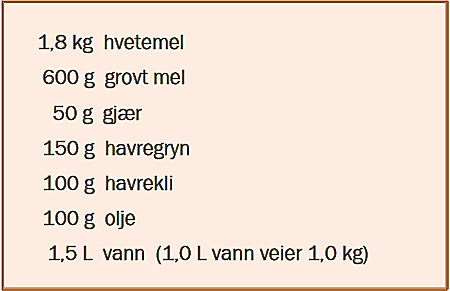 1,8 kg hvetemel
600 g grovt mel
50 g gjær
150 g havregryn
100 g havrekli
100 g olje
1,5 L vann (1,0 L vann veier 1,0 kg)